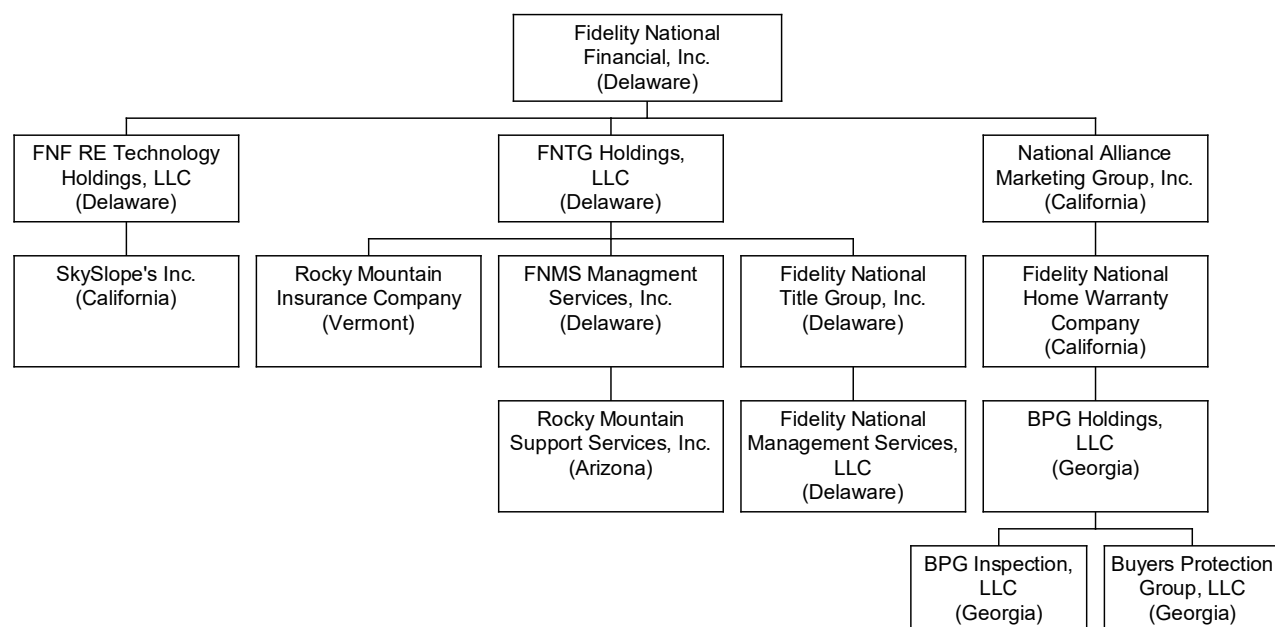 Fidelity National
Financial, Inc.
(Delaware)
FNF RE Technology
Holdings, LLC
(Delaware)
FNTG Holdings,
LLC
(Delaware)
National Alliance
Marketing Group, Inc.
(California)
SkySlope's Inc.
(California)
Rocky Mountain
Insurance Company
(Vermont)
FNMS Managment
Services, Inc.
(Delaware)
Fidelity National
Title Group, Inc.
(Delaware)
Fidelity National
Home Warranty
Company
(California)
Rocky Mountain
Support Services, Inc.
(Arizona)
Fidelity National
Management Services,
LLC
(Delaware)
BPG Holdings,
LLC
(Georgia)
BPG Inspection,
LLC
(Georgia)
Buyers Protection
Group, LLC
(Georgia)